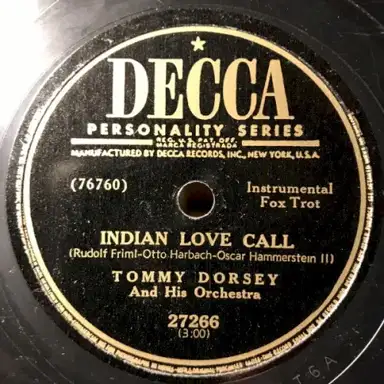 DECCA
PERSONALITY SERIES
REG. U.S. PAT. OFF.
MARCA REGISTRADA
MANUFACTURED BY DECCA RECORDS, INC., NEW YORK, U.S.A.
(76760)
Instrumental
Fox Trot
INDIAN LOVE CALL
(Rudolf Friml-Otto Harbach-Oscar Hammerstein II)
TOMMY DORSEY
And His Orchestra
27266
(3:00)